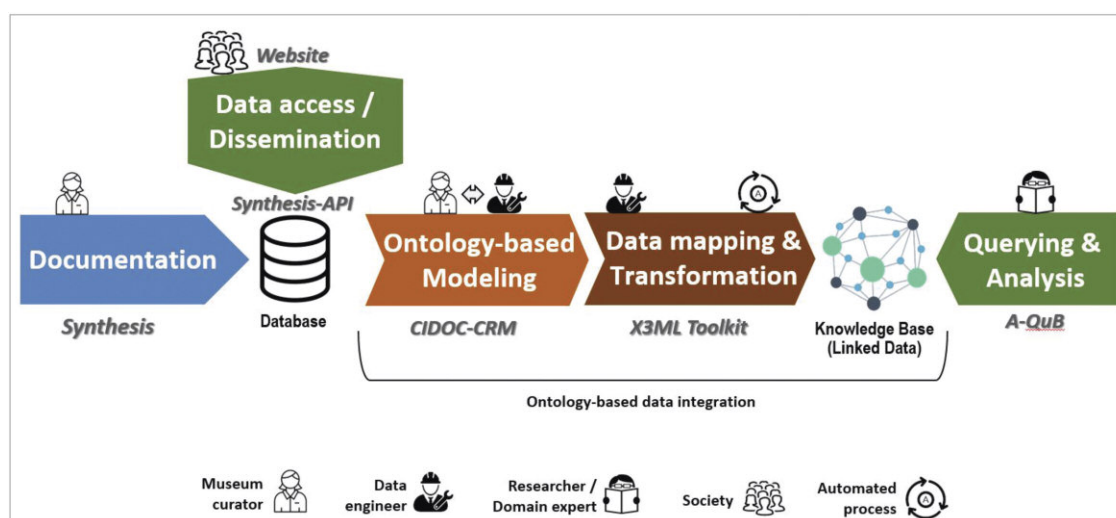 Website
Data access /
Dissemination
Synthesis-API
Documentation
Synthesis
Database
Ontology-based
Modeling
CIDOC-CRM
Data mapping &
Transformation
X3ML Toolkit
A
Knowledge Base
(Linked Data)
Querying &
Analysis
A-QuB
Ontology-based data integration
Museum
curator
Data
engineer
Researcher /
Domain expert
Society
Automated
process
A